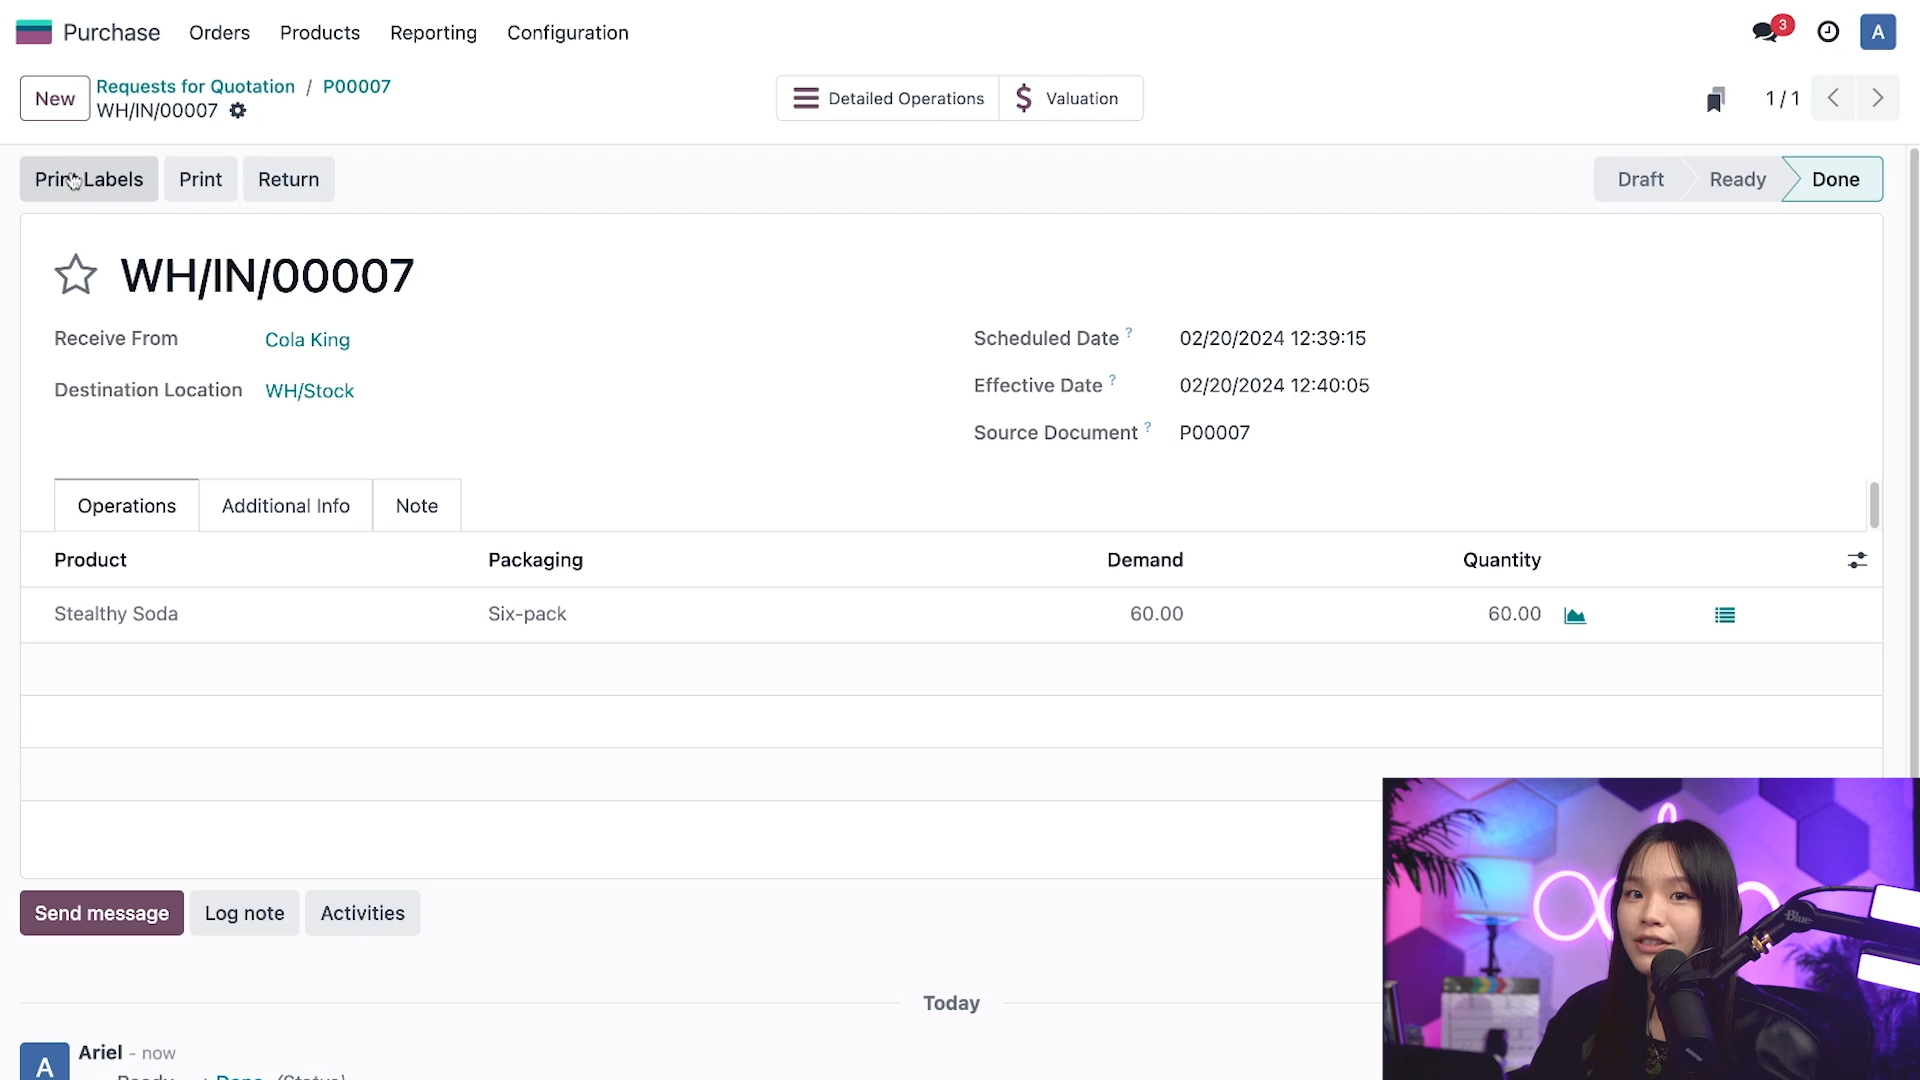 Purchase Orders Products Reporting Configuration 3 A
New Requests for Quotation / P00007
WH/IN/00007
Detailed Operations $ Valuation 1 / 1
Print Labels Print Return Draft Ready Done
WH/IN/00007
Receive From Cola King Scheduled Date ? 02/20/2024 12:39:15
Destination Location WH/Stock Effective Date ? 02/20/2024 12:40:05
Source Document ? P00007
Operations Additional Info Note
Product Packaging Demand Quantity
Stealthy Soda Six-pack 60.00 60.00
Send message Log note Activities
Blue
Today
Ariel - now
A
Ready Done (Status)